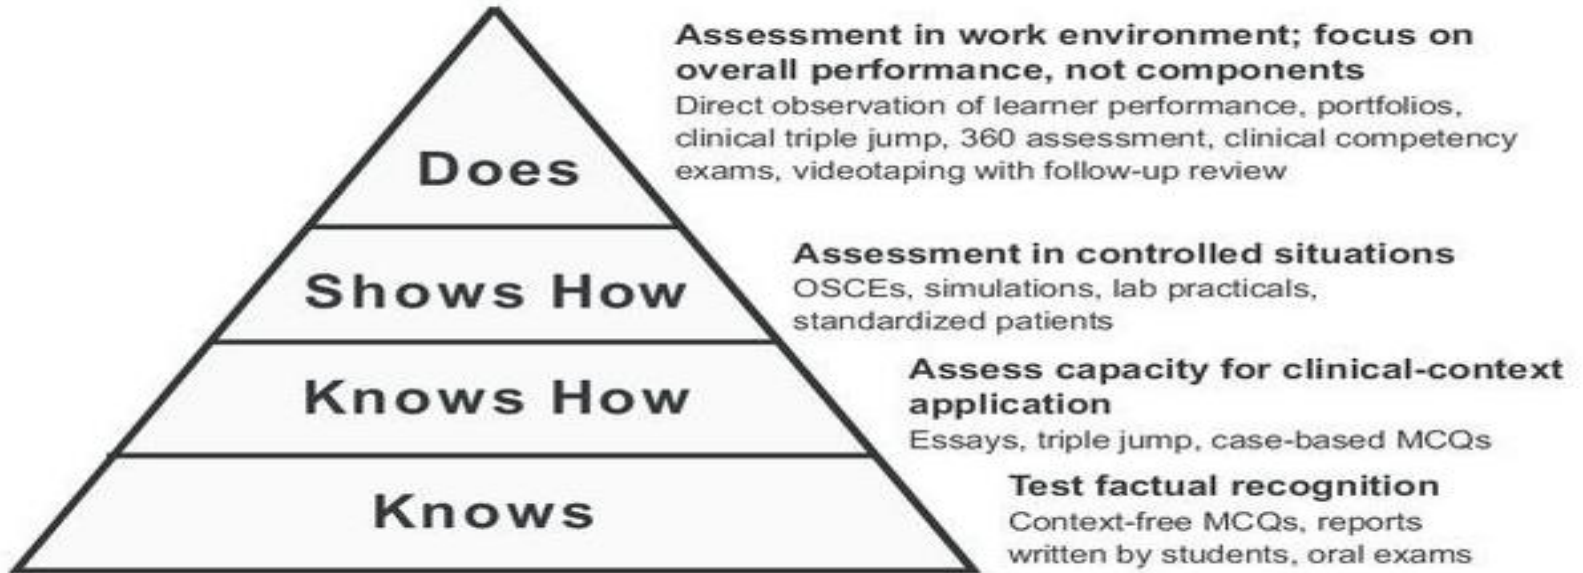 Does
Assessment in work environment; focus on
overall performance, not components
Direct observation of learner performance, portfolios,
clinical triple jump, 360 assessment, clinical competency
exams, videotaping with follow-up review
Shows How
Assessment in controlled situations
OSCEs, simulations, lab practicals,
standardized patients
Knows How
Assess capacity for clinical-context
application
Essays, triple jump, case-based MCQs
Knows
Test factual recognition
Context-free MCQs, reports
written by students, oral exams